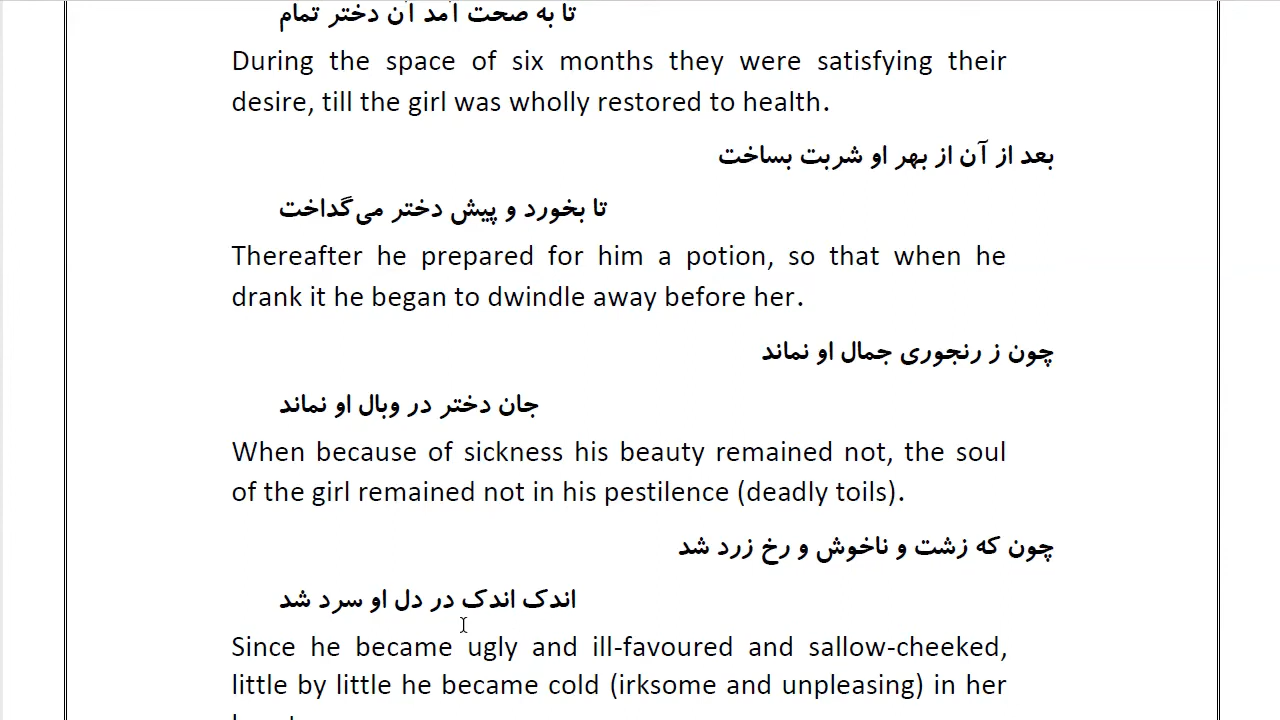 تا به صحت آمد آن دختر تمام
During the space of six months they were satisfying their
desire, till the girl was wholly restored to health.
بعد از آن از بهر او شربت بساخت
تا بخورد و پیش دختر می‌گداخت
Thereafter he prepared for him a potion, so that when he
drank it he began to dwindle away before her.
چون ز رنجوری جمال او نماند
جان دختر در وبال او نماند
When because of sickness his beauty remained not, the soul
of the girl remained not in his pestilence (deadly toils).
چون که زشت و ناخوش و رخ زرد شد
اندک اندک در دل او سرد شد
Since he became ugly and ill-favoured and sallow-cheeked,
little by little he became cold (irksome and unpleasing) in her